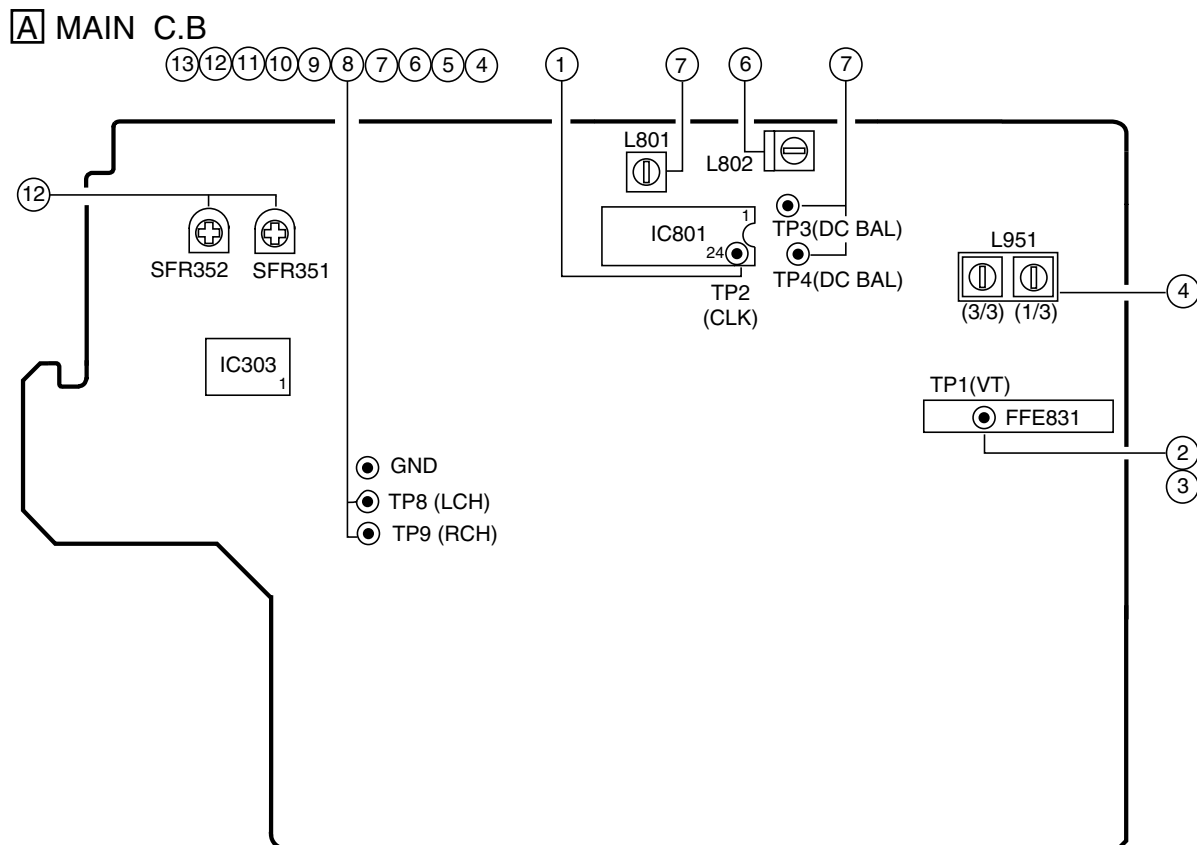 A MAIN C.B
13 12 11 10 9 8 7 6 5 4 1 7 6 7
L801
L802
12
SFR352
SFR351
IC801
1
24
TP2
(CLK)
TP3(DC BAL)
TP4(DC BAL)
L951
(3/3) (1/3)
4
IC303
1
TP1(VT)
FFE831
2
3
GND
TP8 (LCH)
TP9 (RCH)